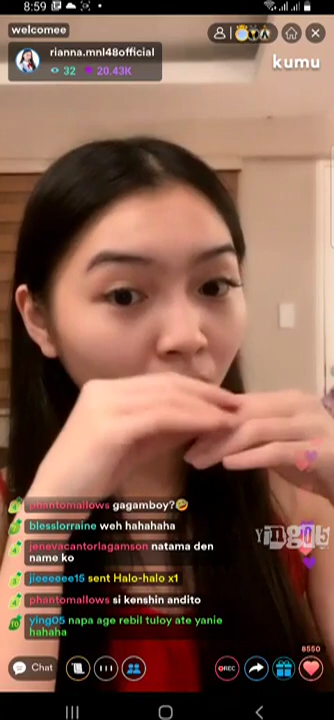 8:59
welcomee
rianna.mnl48official
32 20.43K
kumu
phantomallows gagamboy?🤣
blesslorraine weh hahahaha
jenevacantorlagamson natama den
name ko
jieeeeee15 sent Halo-halo x1
phantomallows si kenshin andito
ying05 napa age rebil tuloy ate yanie
hahaha
8550
Chat
REC